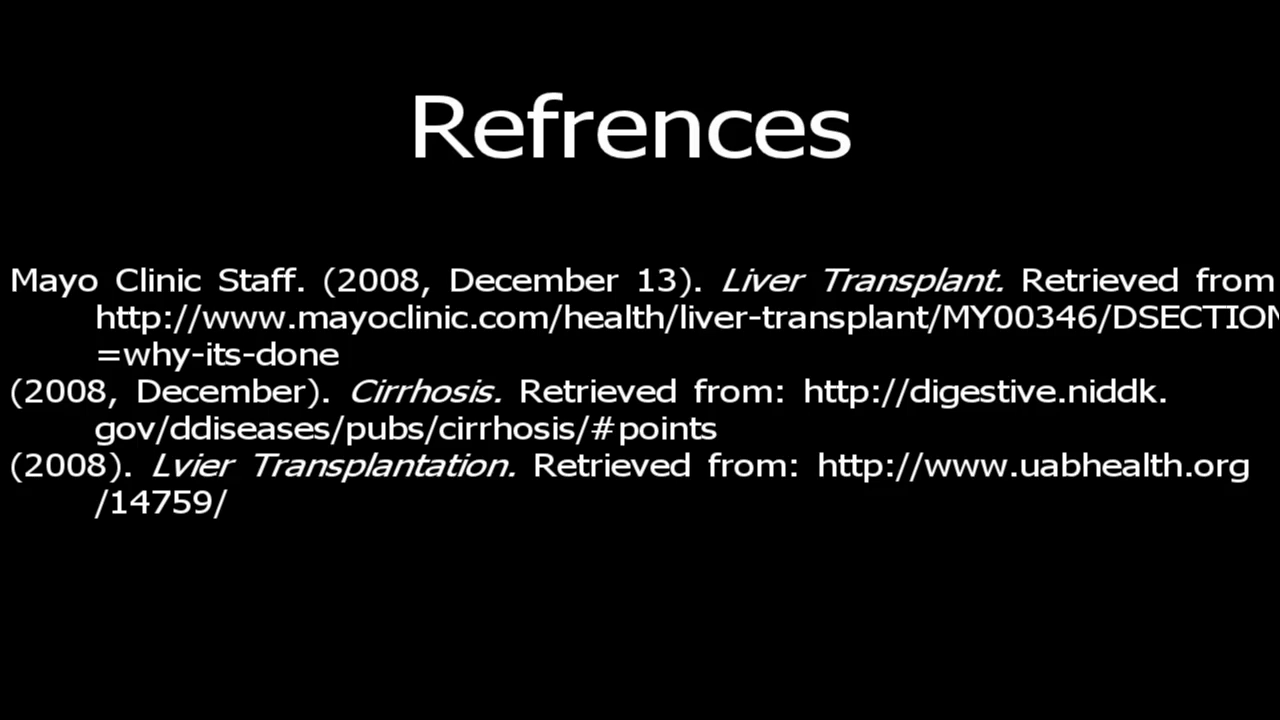 Refrences
Mayo Clinic Staff. (2008, December 13). Liver Transplant. Retrieved from
http://www.mayoclinic.com/health/liver-transplant/MY00346/DSECTION
=why-its-done
(2008, December). Cirrhosis. Retrieved from: http://digestive.niddk.
gov/ddiseases/pubs/cirrhosis/#points
(2008). Lvier Transplantation. Retrieved from: http://www.uabhealth.org
/14759/